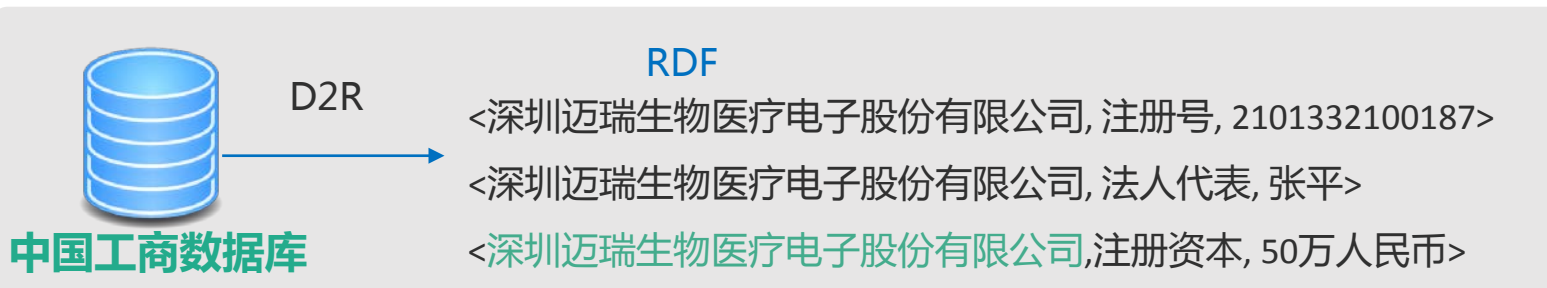 RDF
D2R
<深圳迈瑞生物医疗电子股份有限公司, 注册号, 2101332100187>
<深圳迈瑞生物医疗电子股份有限公司, 法人代表, 张平>
中国工商数据库
<深圳迈瑞生物医疗电子股份有限公司,注册资本, 50万人民币>